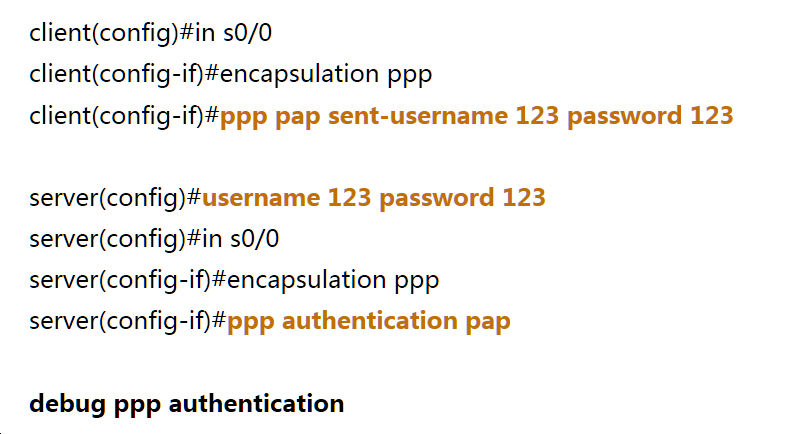 client(config)#in s0/0
client(config-if)#encapsulation ppp
client(config-if)#ppp pap sent-username 123 password 123
server(config)#username 123 password 123
server(config)#in s0/0
server(config-if)#encapsulation ppp
server(config-if)#ppp authentication pap
debug ppp authentication